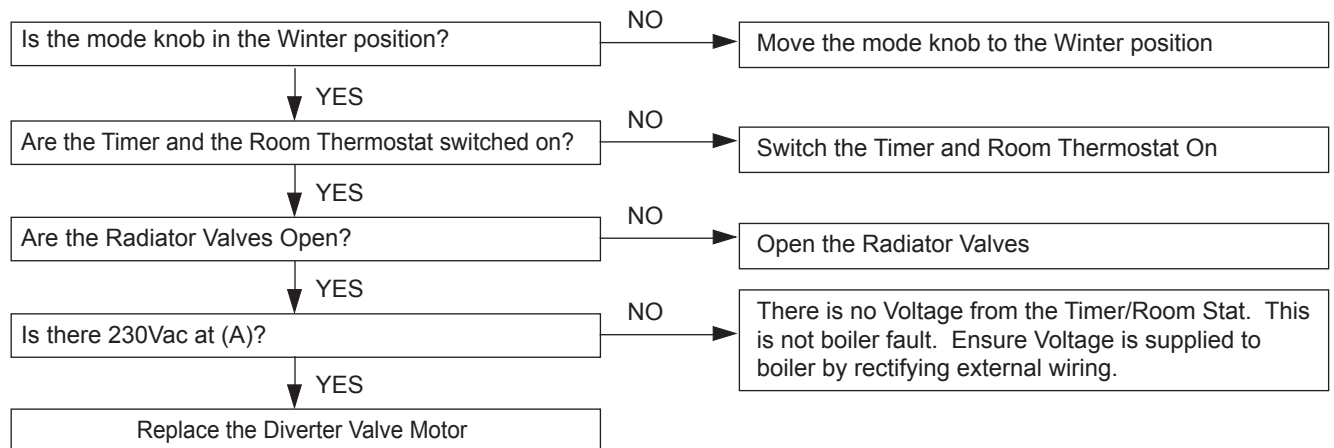 Is the mode knob in the Winter position?
NO
Move the mode knob to the Winter position
YES
Are the Timer and the Room Thermostat switched on?
NO
Switch the Timer and Room Thermostat On
YES
Are the Radiator Valves Open?
NO
Open the Radiator Valves
YES
Is there 230Vac at (A)?
NO
There is no Voltage from the Timer/Room Stat.  This
is not boiler fault.  Ensure Voltage is supplied to
boiler by rectifying external wiring.
YES
Replace the Diverter Valve Motor